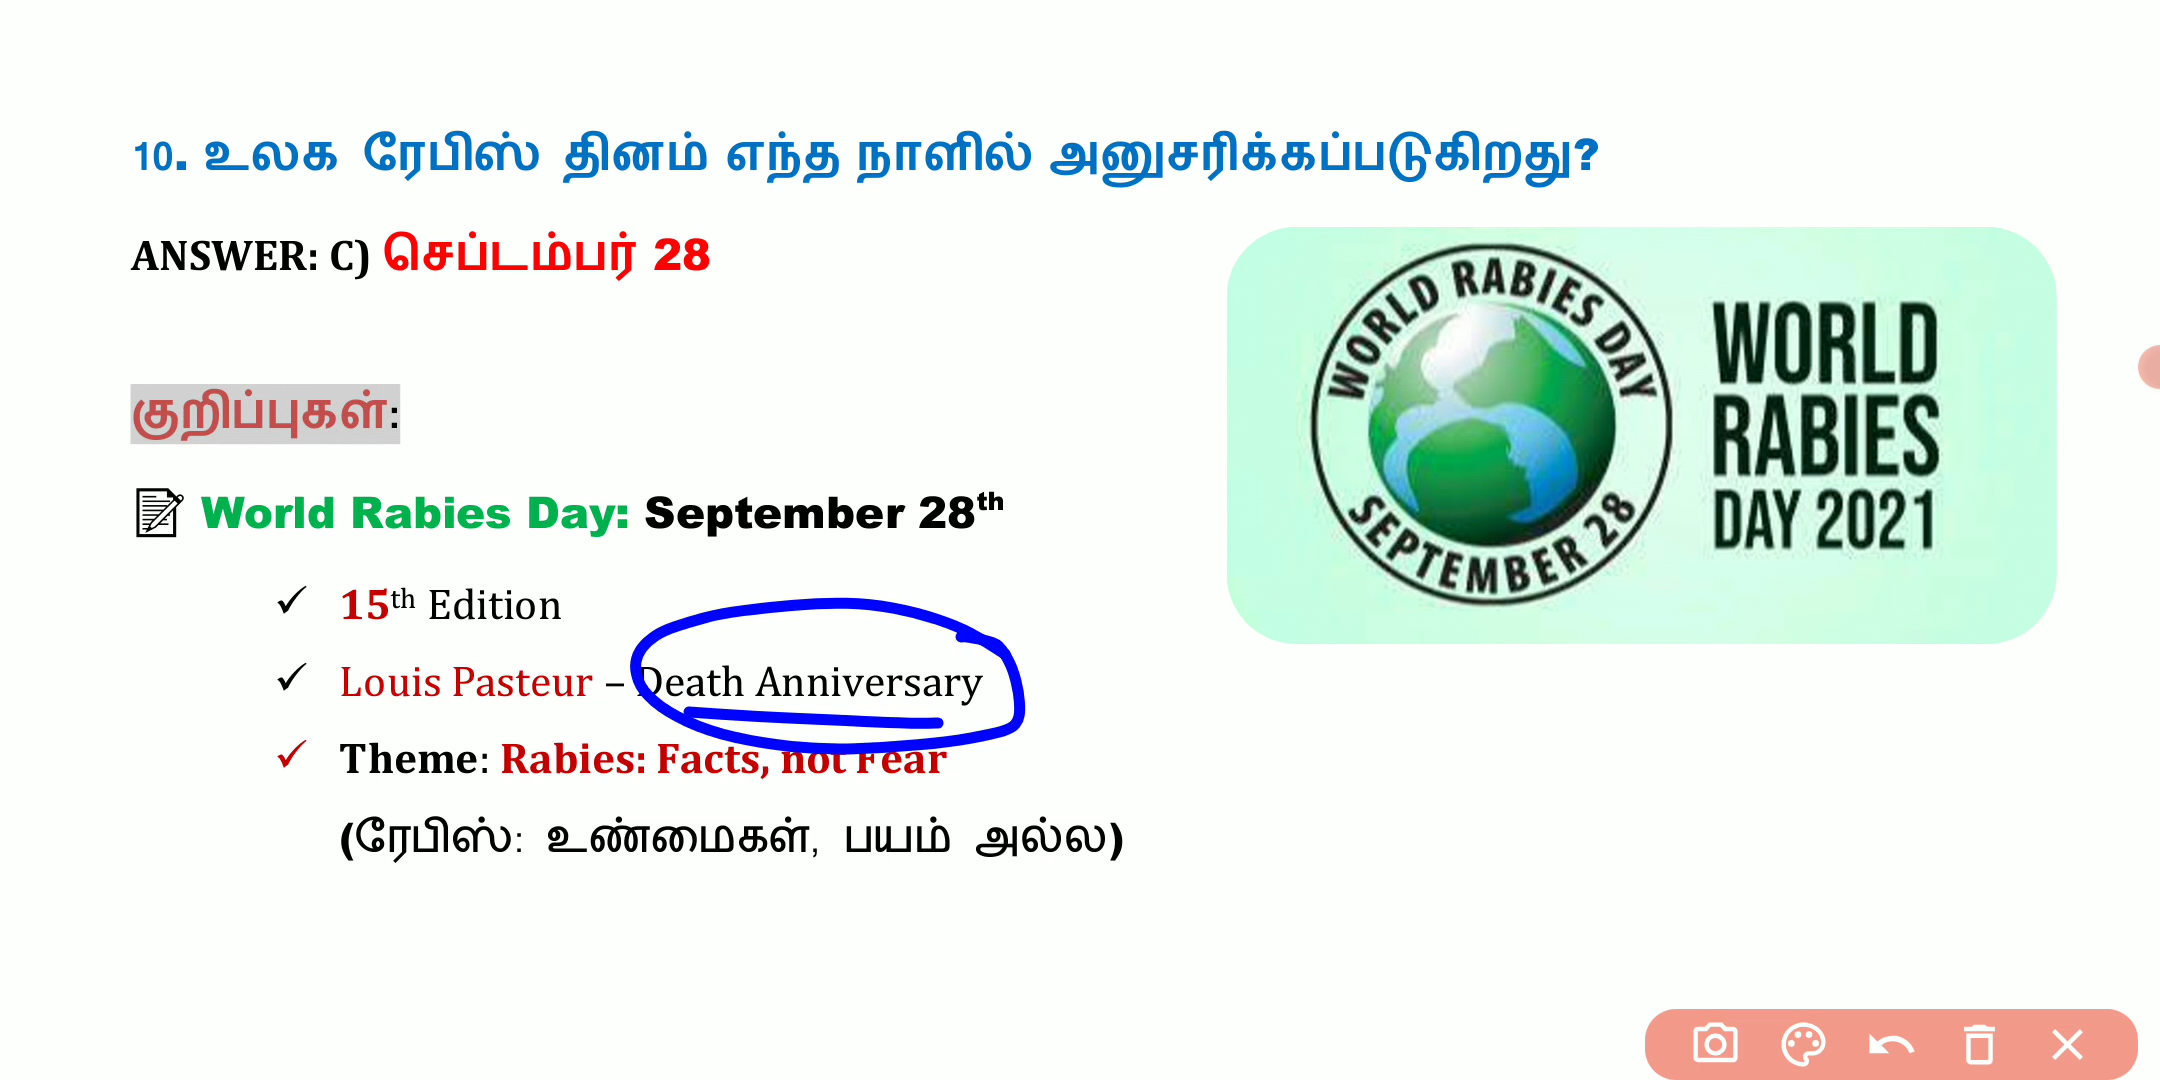 10. உலக ரேபிஸ் தினம் எந்த நாளில் அனுசரிக்கப்படுகிறது?
ANSWER: C) செப்டம்பர் 28
குறிப்புகள்:
World Rabies Day: September 28th
15th Edition
Louis Pasteur – Death Anniversary
Theme: Rabies: Facts, not Fear
(ரேபிஸ்: உண்மைகள், பயம் அல்ல)
WORLD RABIES DAY
SEPTEMBER 28
WORLD
RABIES
DAY 2021